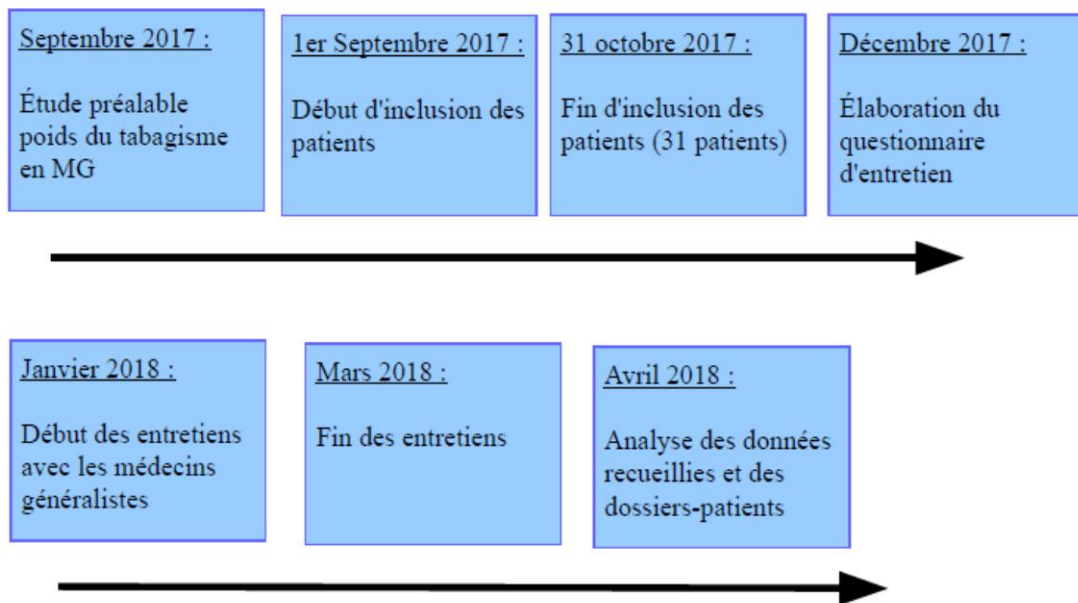 Septembre 2017 :
Étude préalable
poids du tabagisme
en MG
1er Septembre 2017 :
Début d'inclusion des
patients
31 octobre 2017 :
Fin d'inclusion des
patients (31 patients)
Décembre 2017 :
Élaboration du
questionnaire
d'entretien
Janvier 2018 :
Début des entretiens
avec les médecins
généralistes
Mars 2018 :
Fin des entretiens
Avril 2018 :
Analyse des données
recueillies et des
dossiers-patients